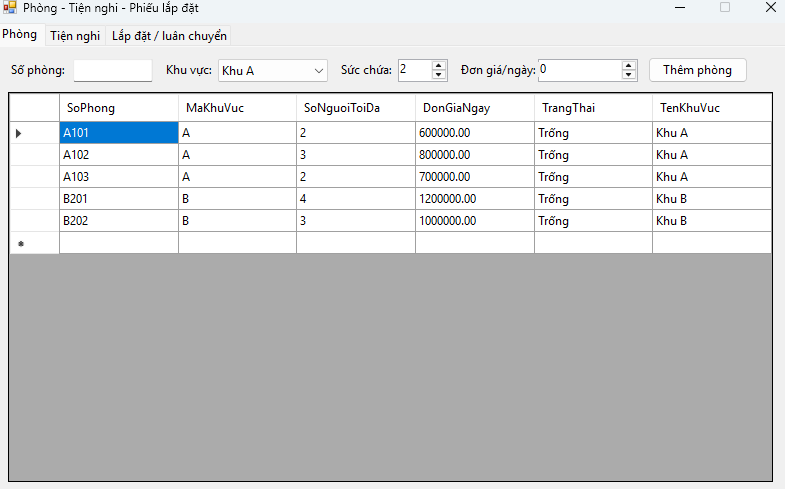 Phòng - Tiện nghi - Phiếu lắp đặt
Phòng Tiện nghi Lắp đặt / luân chuyển
Số phòng: Khu vực: Khu A Sức chứa: 2 Đơn giá/ngày: 0 Thêm phòng
SoPhong MaKhuVuc SoNguoiToiDa DonGiaNgay TrangThai TenKhuVuc
A101 A 2 600000.00 Trống Khu A
A102 A 3 800000.00 Trống Khu A
A103 A 2 700000.00 Trống Khu A
B201 B 4 1200000.00 Trống Khu B
B202 B 3 1000000.00 Trống Khu B